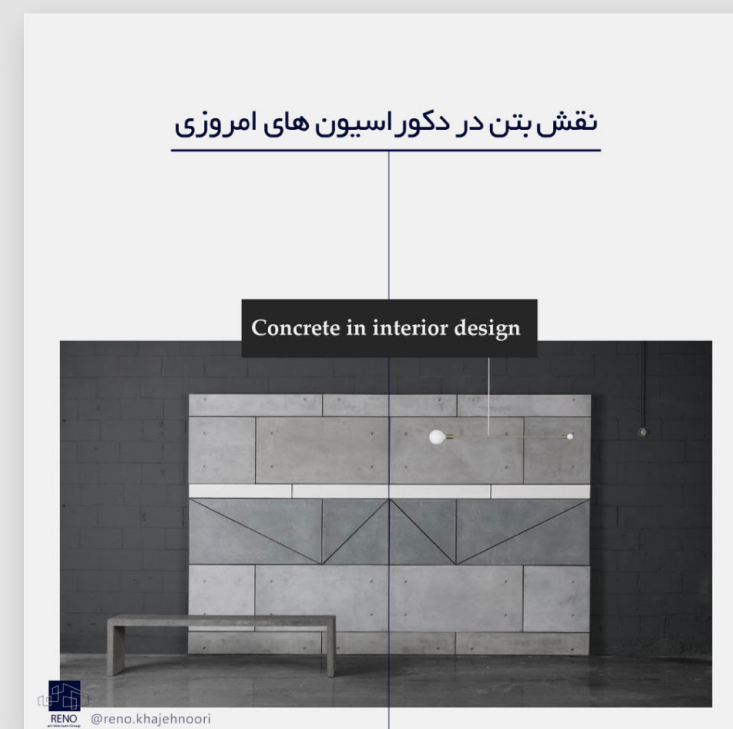 نقش بتن در دکوراسیون های امروزی
Concrete in interior design
RENO
@reno.khajehnoori